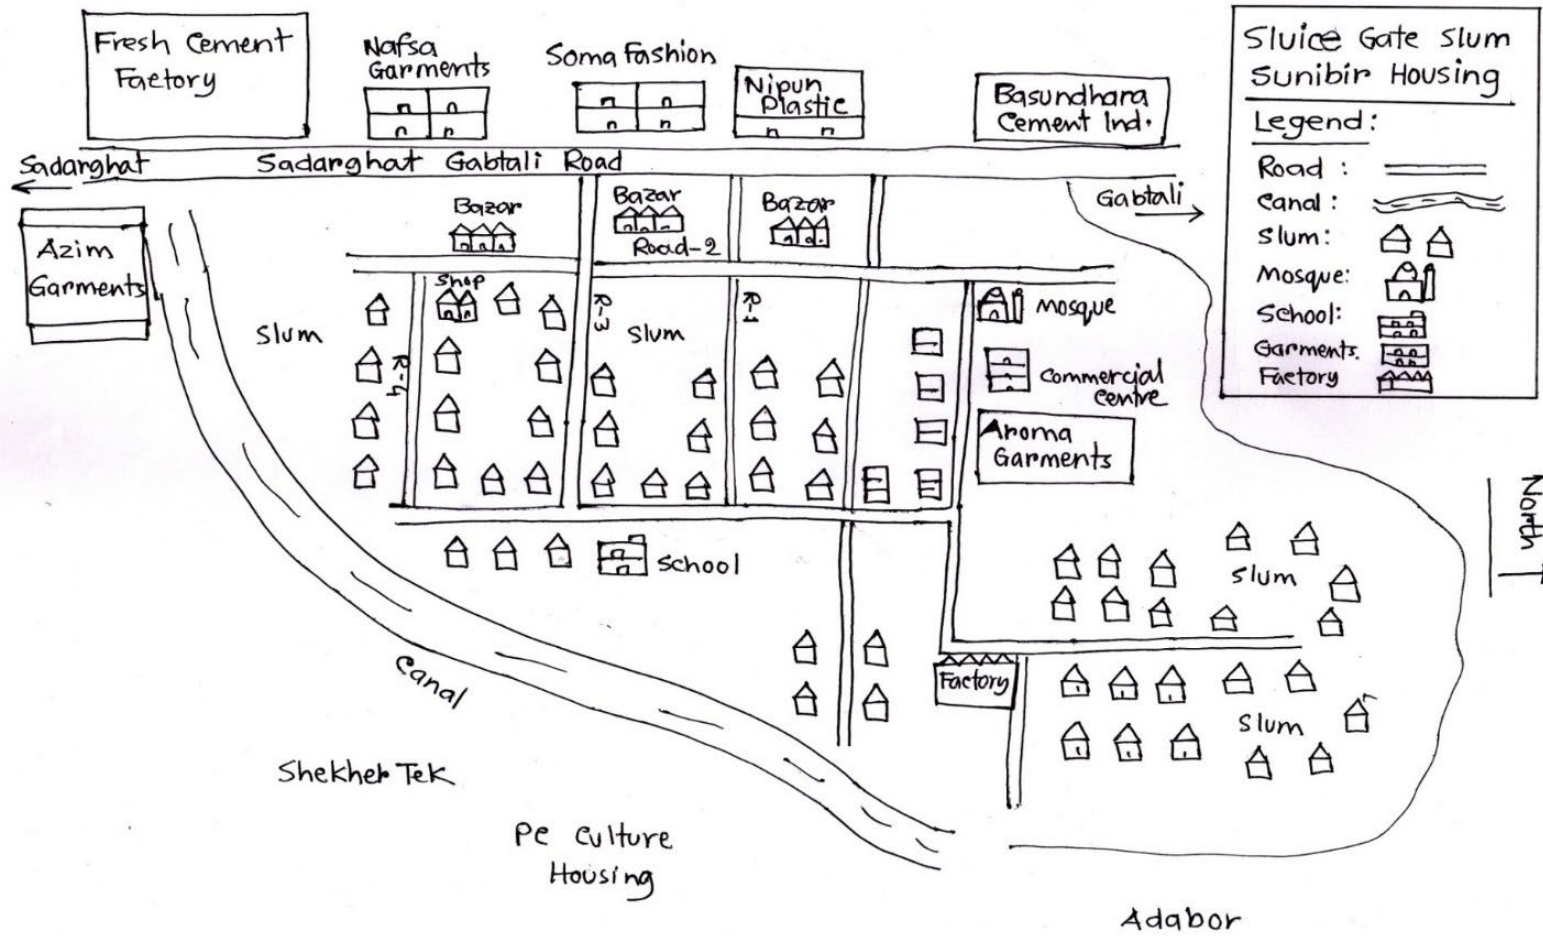 Fresh Cement
Factory
Nafsa
Garments
Soma Fashion
Nipun
Plastic
Basundhara
Cement Ind.
Sluice Gate Slum
Sunibir Housing
Legend:
Road :
Canal :
Slum:
Mosque:
School:
Garments.
Factory
Sadarghat
Sadarghat Gabtali Road
Gabtali
Azim
Garments
Bazar
Bazar
Road-2
Bazar
Shop
Slum
R-4
R-3
Slum
R-1
Mosque
Commercial
Centre
Aroma
Garments
North
School
Slum
Canal
Factory
Slum
Shekher Tek
Pc Culture
Housing
Adabor